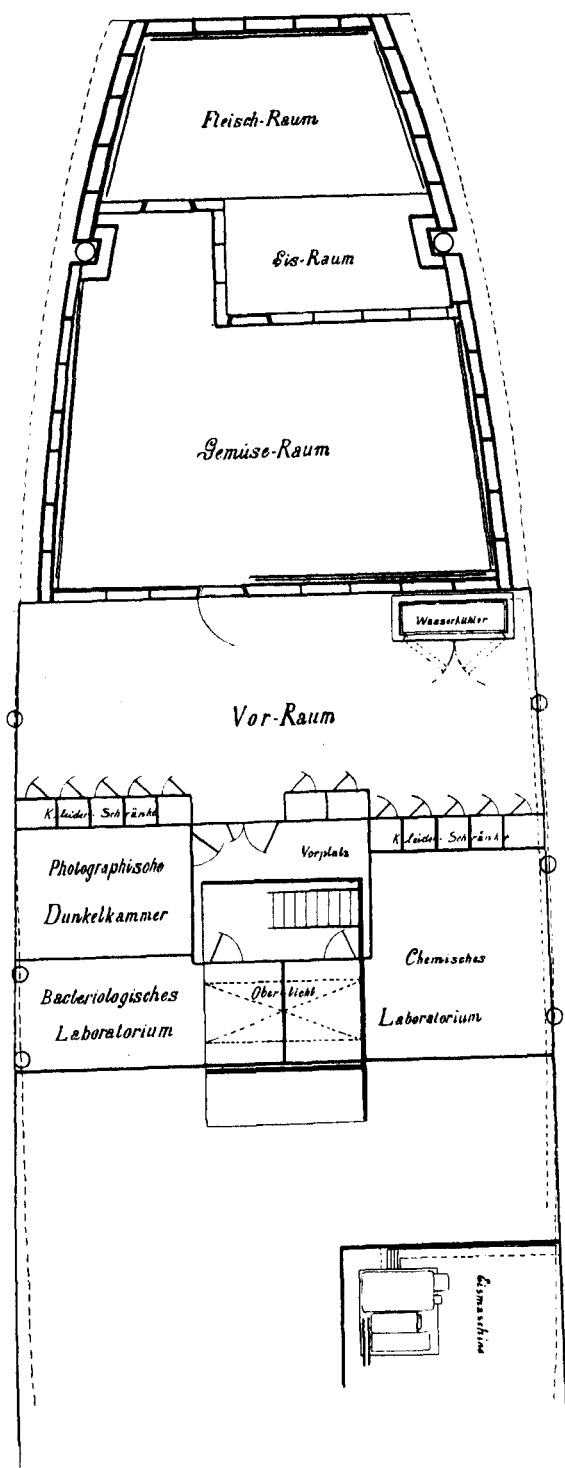 Fleisch-Raum
Eis-Raum
Gemüse-Raum
Wasserkühler
Vor-Raum
Kleider-Schränke
Kleider-Schränke
Vorplatz
Photographische
Dunkelkammer
Chemisches
Laboratorium
Bacteriologisches
Laboratorium
Oberlicht
Eismaschine